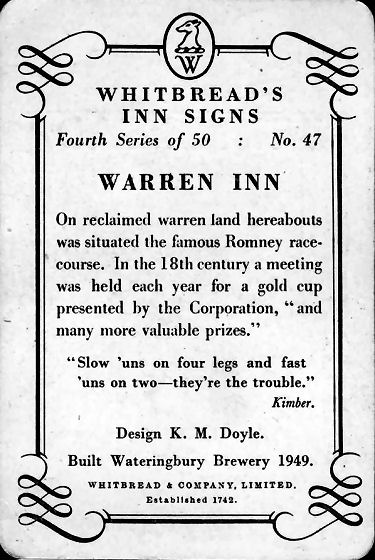 W
WHITBREAD'S
INN SIGNS
Fourth Series of 50 : No. 47
WARREN INN
On reclaimed warren land hereabouts
was situated the famous Romney race-
course. In the 18th century a meeting
was held each year for a gold cup
presented by the Corporation, "and
many more valuable prizes."
"Slow 'uns on four legs and fast
'uns on two—they're the trouble."
Kimber.
Design K. M. Doyle.
Built Wateringbury Brewery 1949.
WHITBREAD & COMPANY, LIMITED.
Established 1742.